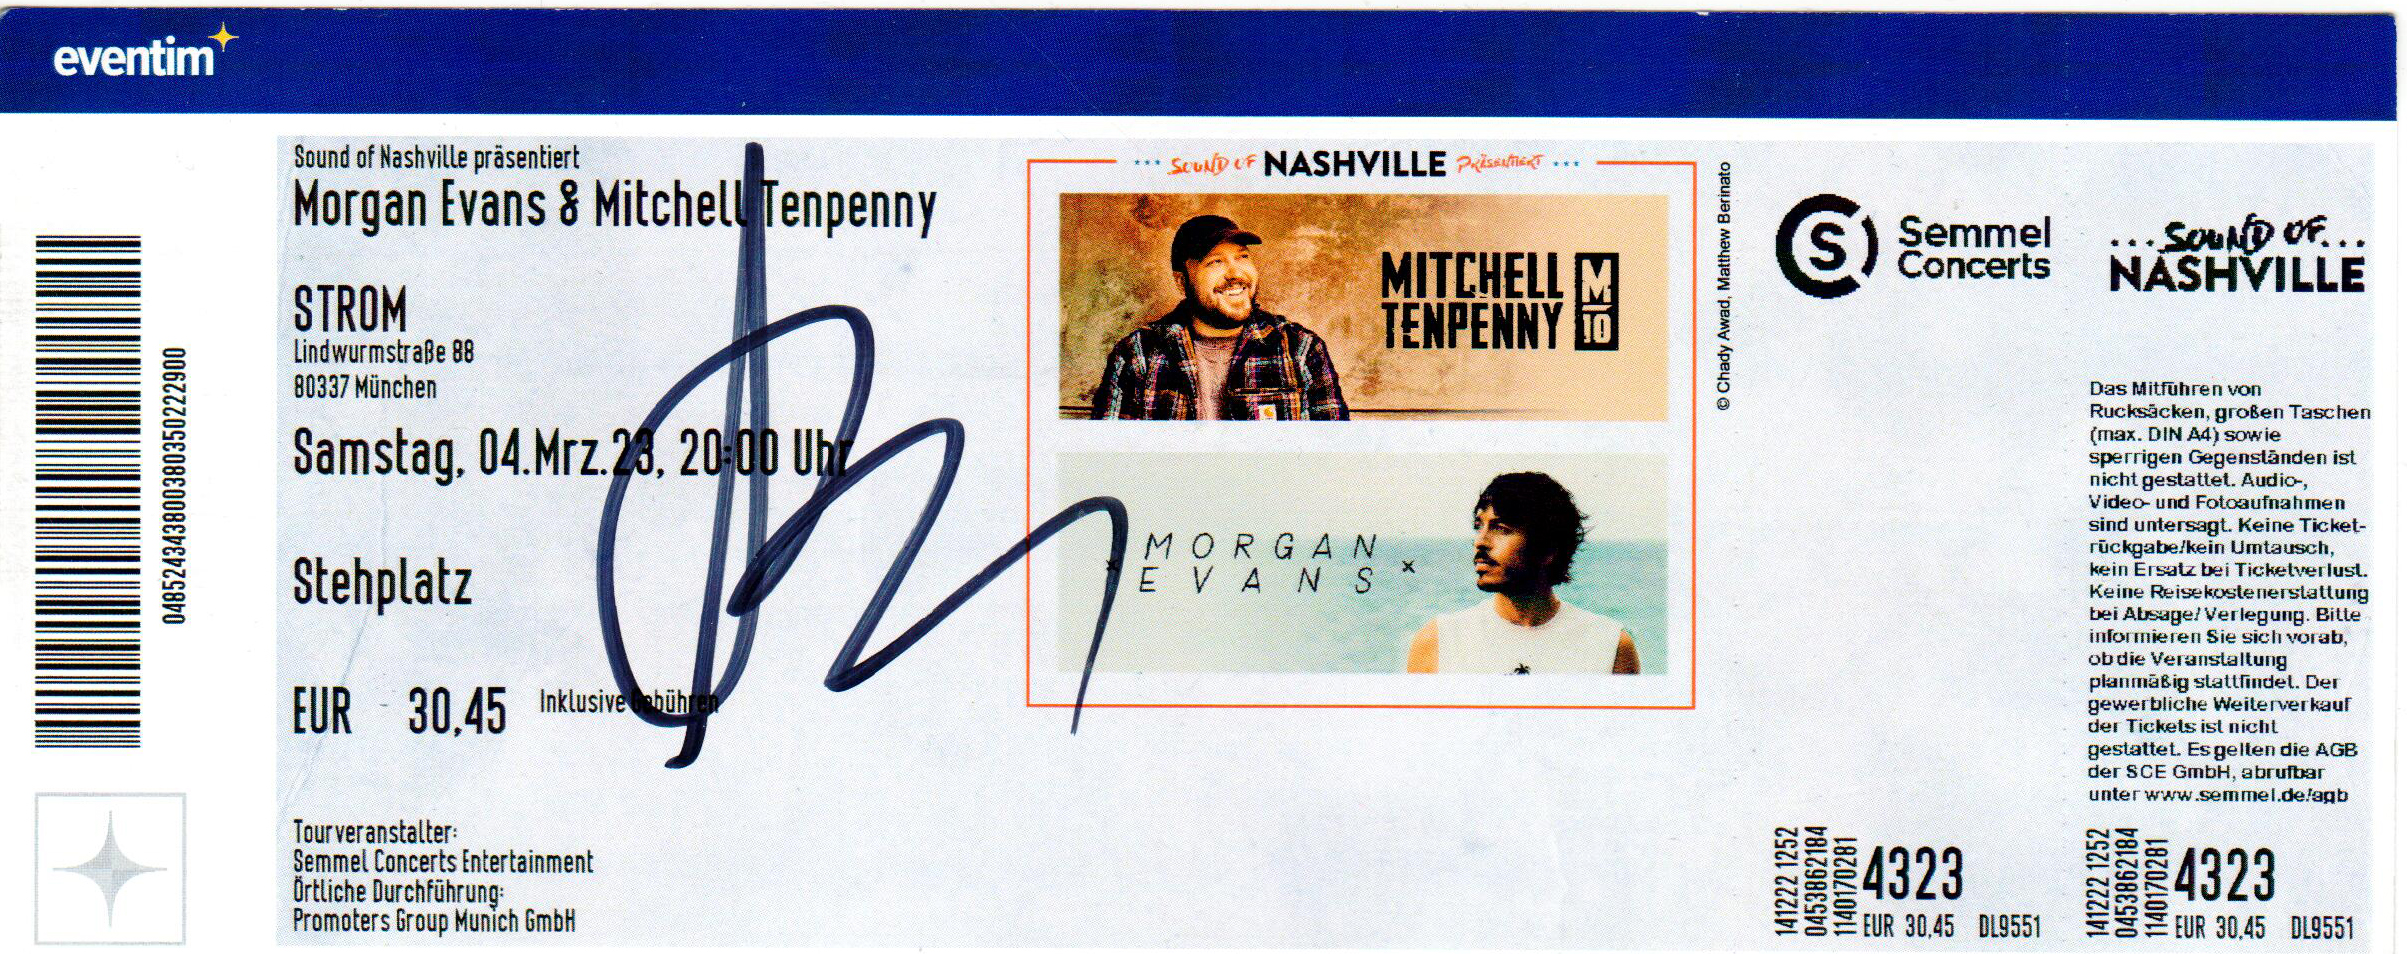 eventim
Sound of Nashville präsentiert
Morgan Evans & Mitchell Tenpenny
STROM
Lindwurmstraße 88
80337 München
Samstag, 04.Mrz.23, 20:00 Uhr
Stehplatz
EUR 30,45 Inklusive Gebühren
Tourveranstalter:
Semmel Concerts Entertainment
Örtliche Durchführung:
Promoters Group Munich GmbH
048524343800380350222900
... SOUND OF NASHVILLE PRÄSENTIERT ...
MITCHELL
TENPENNY
M
10
MORGAN
EVANS
© Chady Awad, Matthew Berinato
S
Semmel
Concerts
... SOUND OF ...
NASHVILLE
Das Mitführen von
Rucksäcken, großen Taschen
(max. DIN A4) sowie
sperrigen Gegenständen ist
nicht gestattet. Audio-,
Video- und Fotoaufnahmen
sind untersagt. Keine Ticket-
rückgabe/kein Umtausch,
kein Ersatz bei Ticketverlust.
Keine Reisekostenerstattung
bei Absage/ Verlegung. Bitte
informieren Sie sich vorab,
ob die Veranstaltung
planmäßig stattfindet. Der
gewerbliche Weiterverkauf
der Tickets ist nicht
gestattet. Es gelten die AGB
der SCE GmbH, abrufbar
unter www.semmel.de/agb
141222 1252
0453862184
1140170281
4323
EUR 30,45 DL9551
141222 1252
0453862184
1140170281
4323
EUR 30,45 DL9551